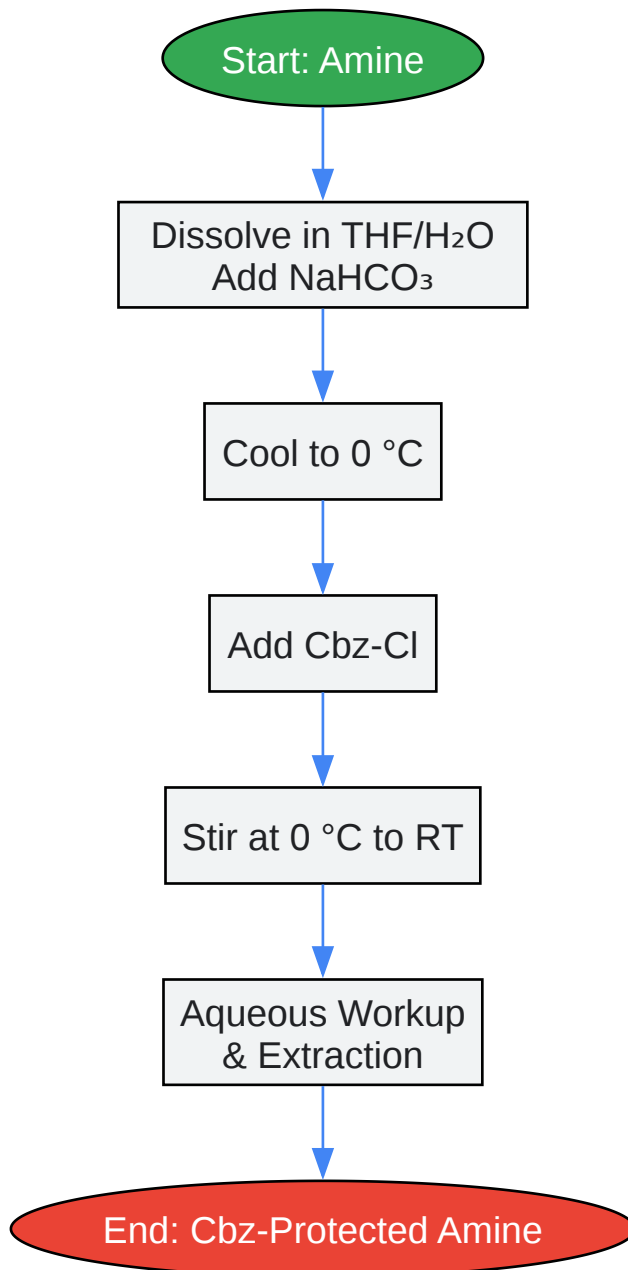 Start: Amine
Dissolve in THF/H₂O
Add NaHCO₃
Cool to 0 °C
Add Cbz-Cl
Stir at 0 °C to RT
Aqueous Workup
& Extraction
End: Cbz-Protected Amine